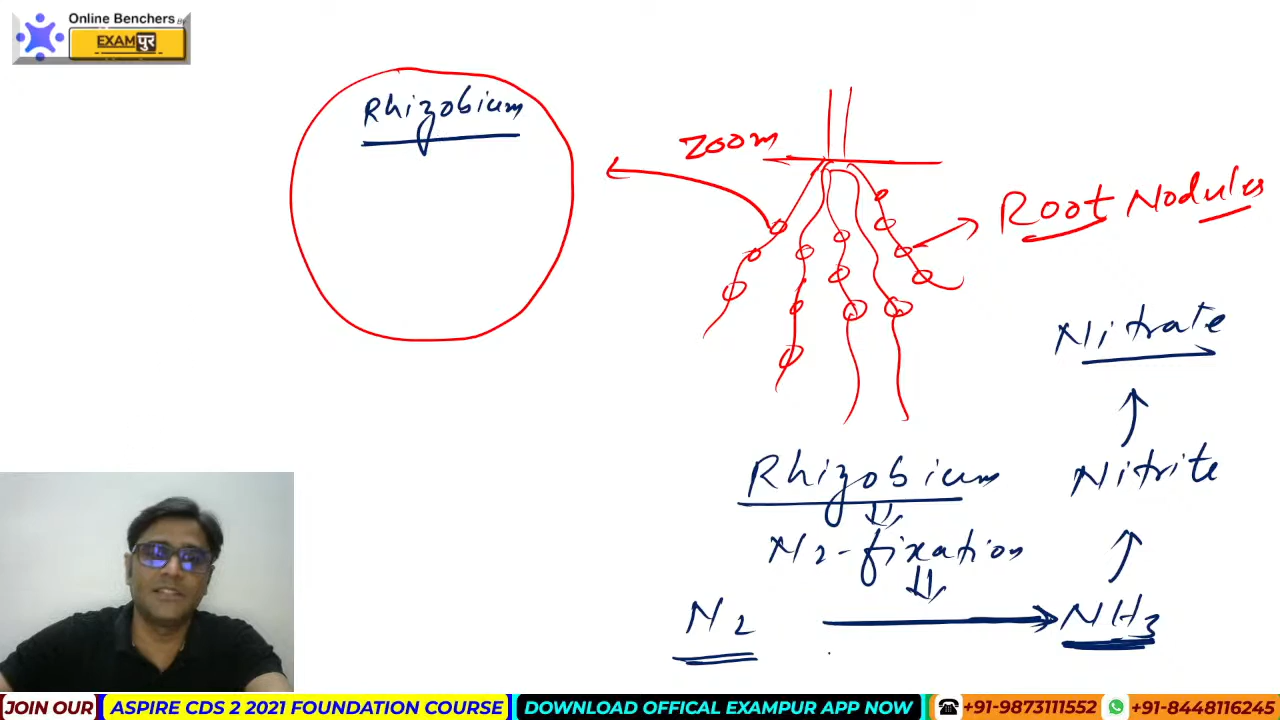 Online Benchers By
EXAMपुर
Rhizobium
Zoom
Root Nodules
Nitrate
Nitrite
Rhizobium
N2-fixation
N2
NH3
JOIN OUR ASPIRE CDS 2 2021 FOUNDATION COURSE DOWNLOAD OFFICAL EXAMPUR APP NOW +91-9873111552 +91-8448116245